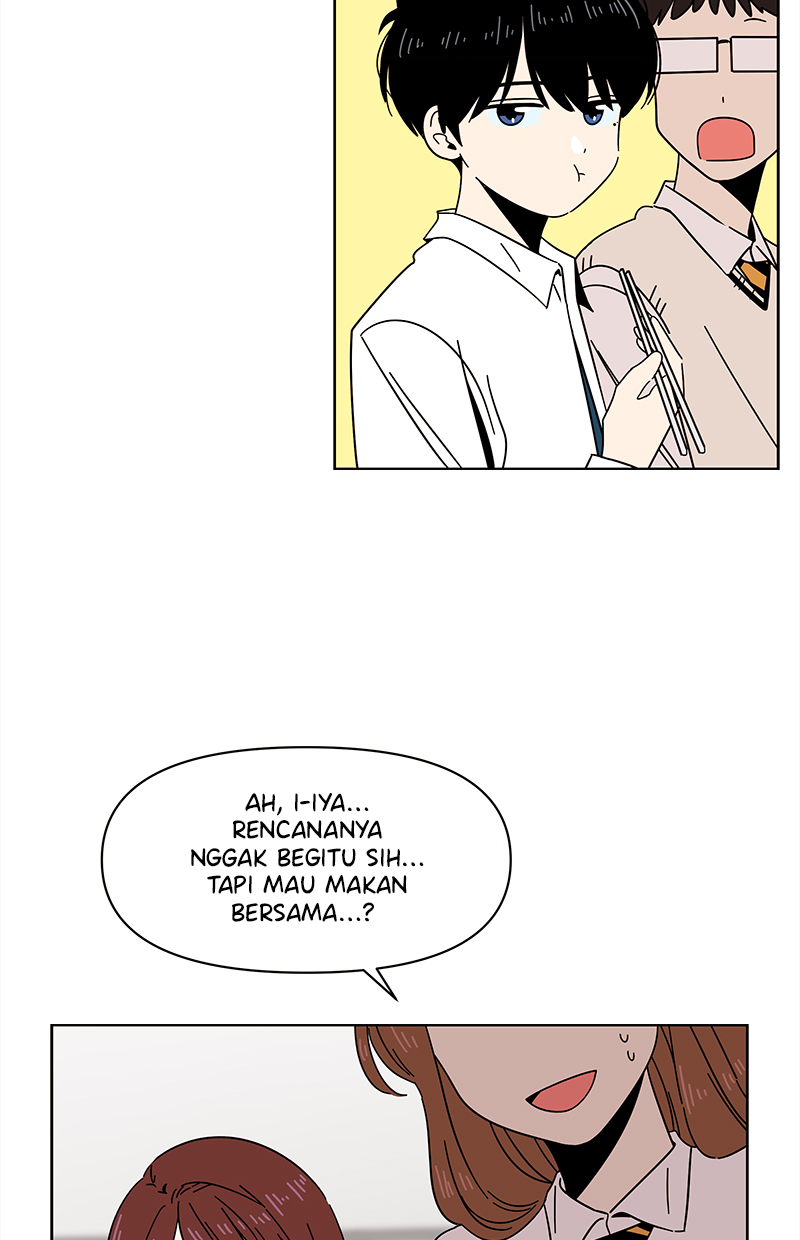 AH, I-IYA...
RENCANANYA
NGGAK BEGITU SIH...
TAPI MAU MAKAN
BERSAMA...?